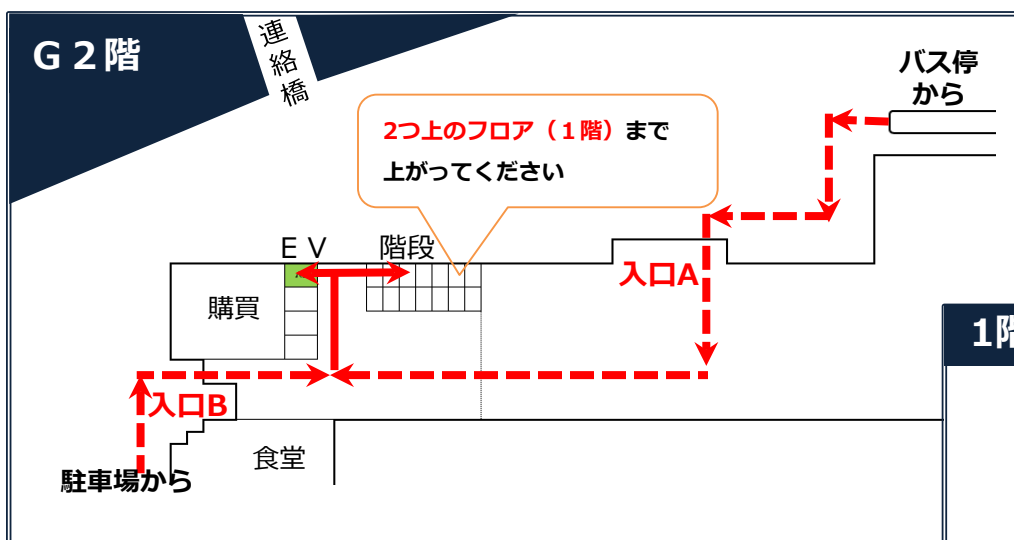 G２階
連絡橋
バス停
から
2つ上のフロア（１階）まで
上がってください
ＥＶ
階段
入口A
購買
1階
入口B
食堂
駐車場から